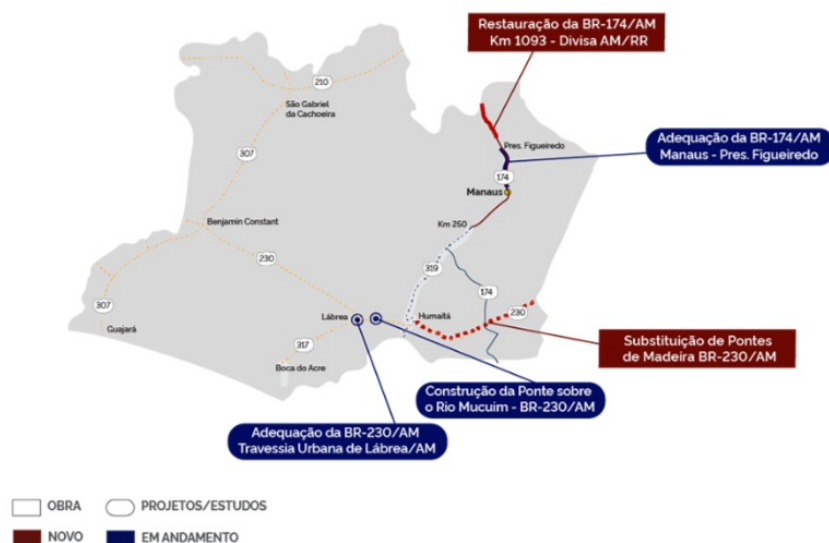 Restauração da BR-174/AM
Km 1093 - Divisa AM/RR
210
São Gabriel
da Cachoeira
Pres. Figueiredo
Adequação da BR-174/AM
Manaus - Pres. Figueiredo
307
174
Manaus
Benjamin Constant
Km 250
230
319
174
307
Lábrea
Humaitá
230
Guajará
317
Substituição de Pontes
de Madeira BR-230/AM
Boca do Acre
Construção da Ponte sobre
o Rio Mucuim - BR-230/AM
Adequação da BR-230/AM
Travessia Urbana de Lábrea/AM
OBRA
PROJETOS/ESTUDOS
NOVO
EM ANDAMENTO